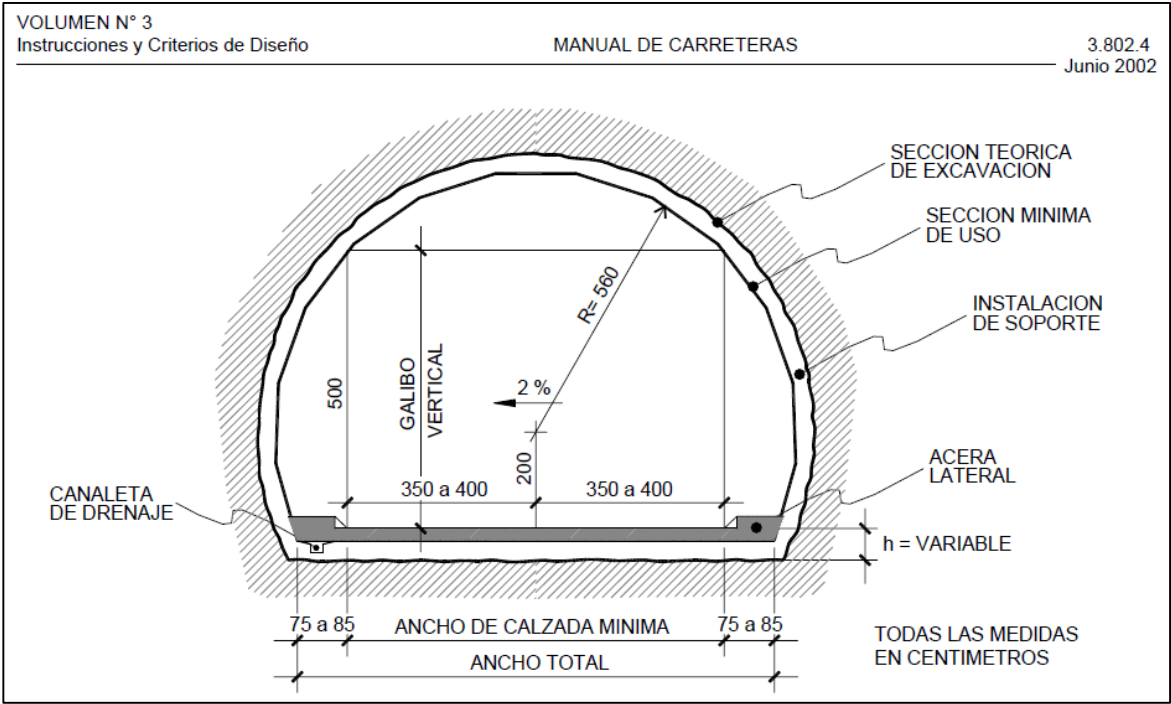 VOLUMEN N° 3
Instrucciones y Criterios de Diseño
MANUAL DE CARRETERAS
3.802.4
Junio 2002
SECCION TEORICA
DE EXCAVACION
SECCION MINIMA
DE USO
INSTALACION
DE SOPORTE
R= 560
GALIBO
VERTICAL
500
2 %
200
350 a 400
350 a 400
ACERA
LATERAL
CANALETA
DE DRENAJE
h = VARIABLE
75 a 85
ANCHO DE CALZADA MINIMA
75 a 85
ANCHO TOTAL
TODAS LAS MEDIDAS
EN CENTIMETROS